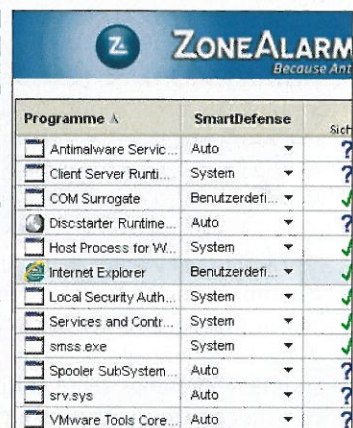 ZA
ZONEALARM
Because Ant
Programme SmartDefense Sich
Antimalware Servic... Auto ?
Client Server Runti... System ?
COM Surrogate Benutzerdefi...
Discstarter Runtime... Auto ?
Host Process for W... System
Internet Explorer Benutzerdefi...
Local Security Auth... System
Services and Contr... System
smss.exe System
Spooler SubSystem... Auto ?
srv.sys Auto ?
VMware Tools Core... Auto ?